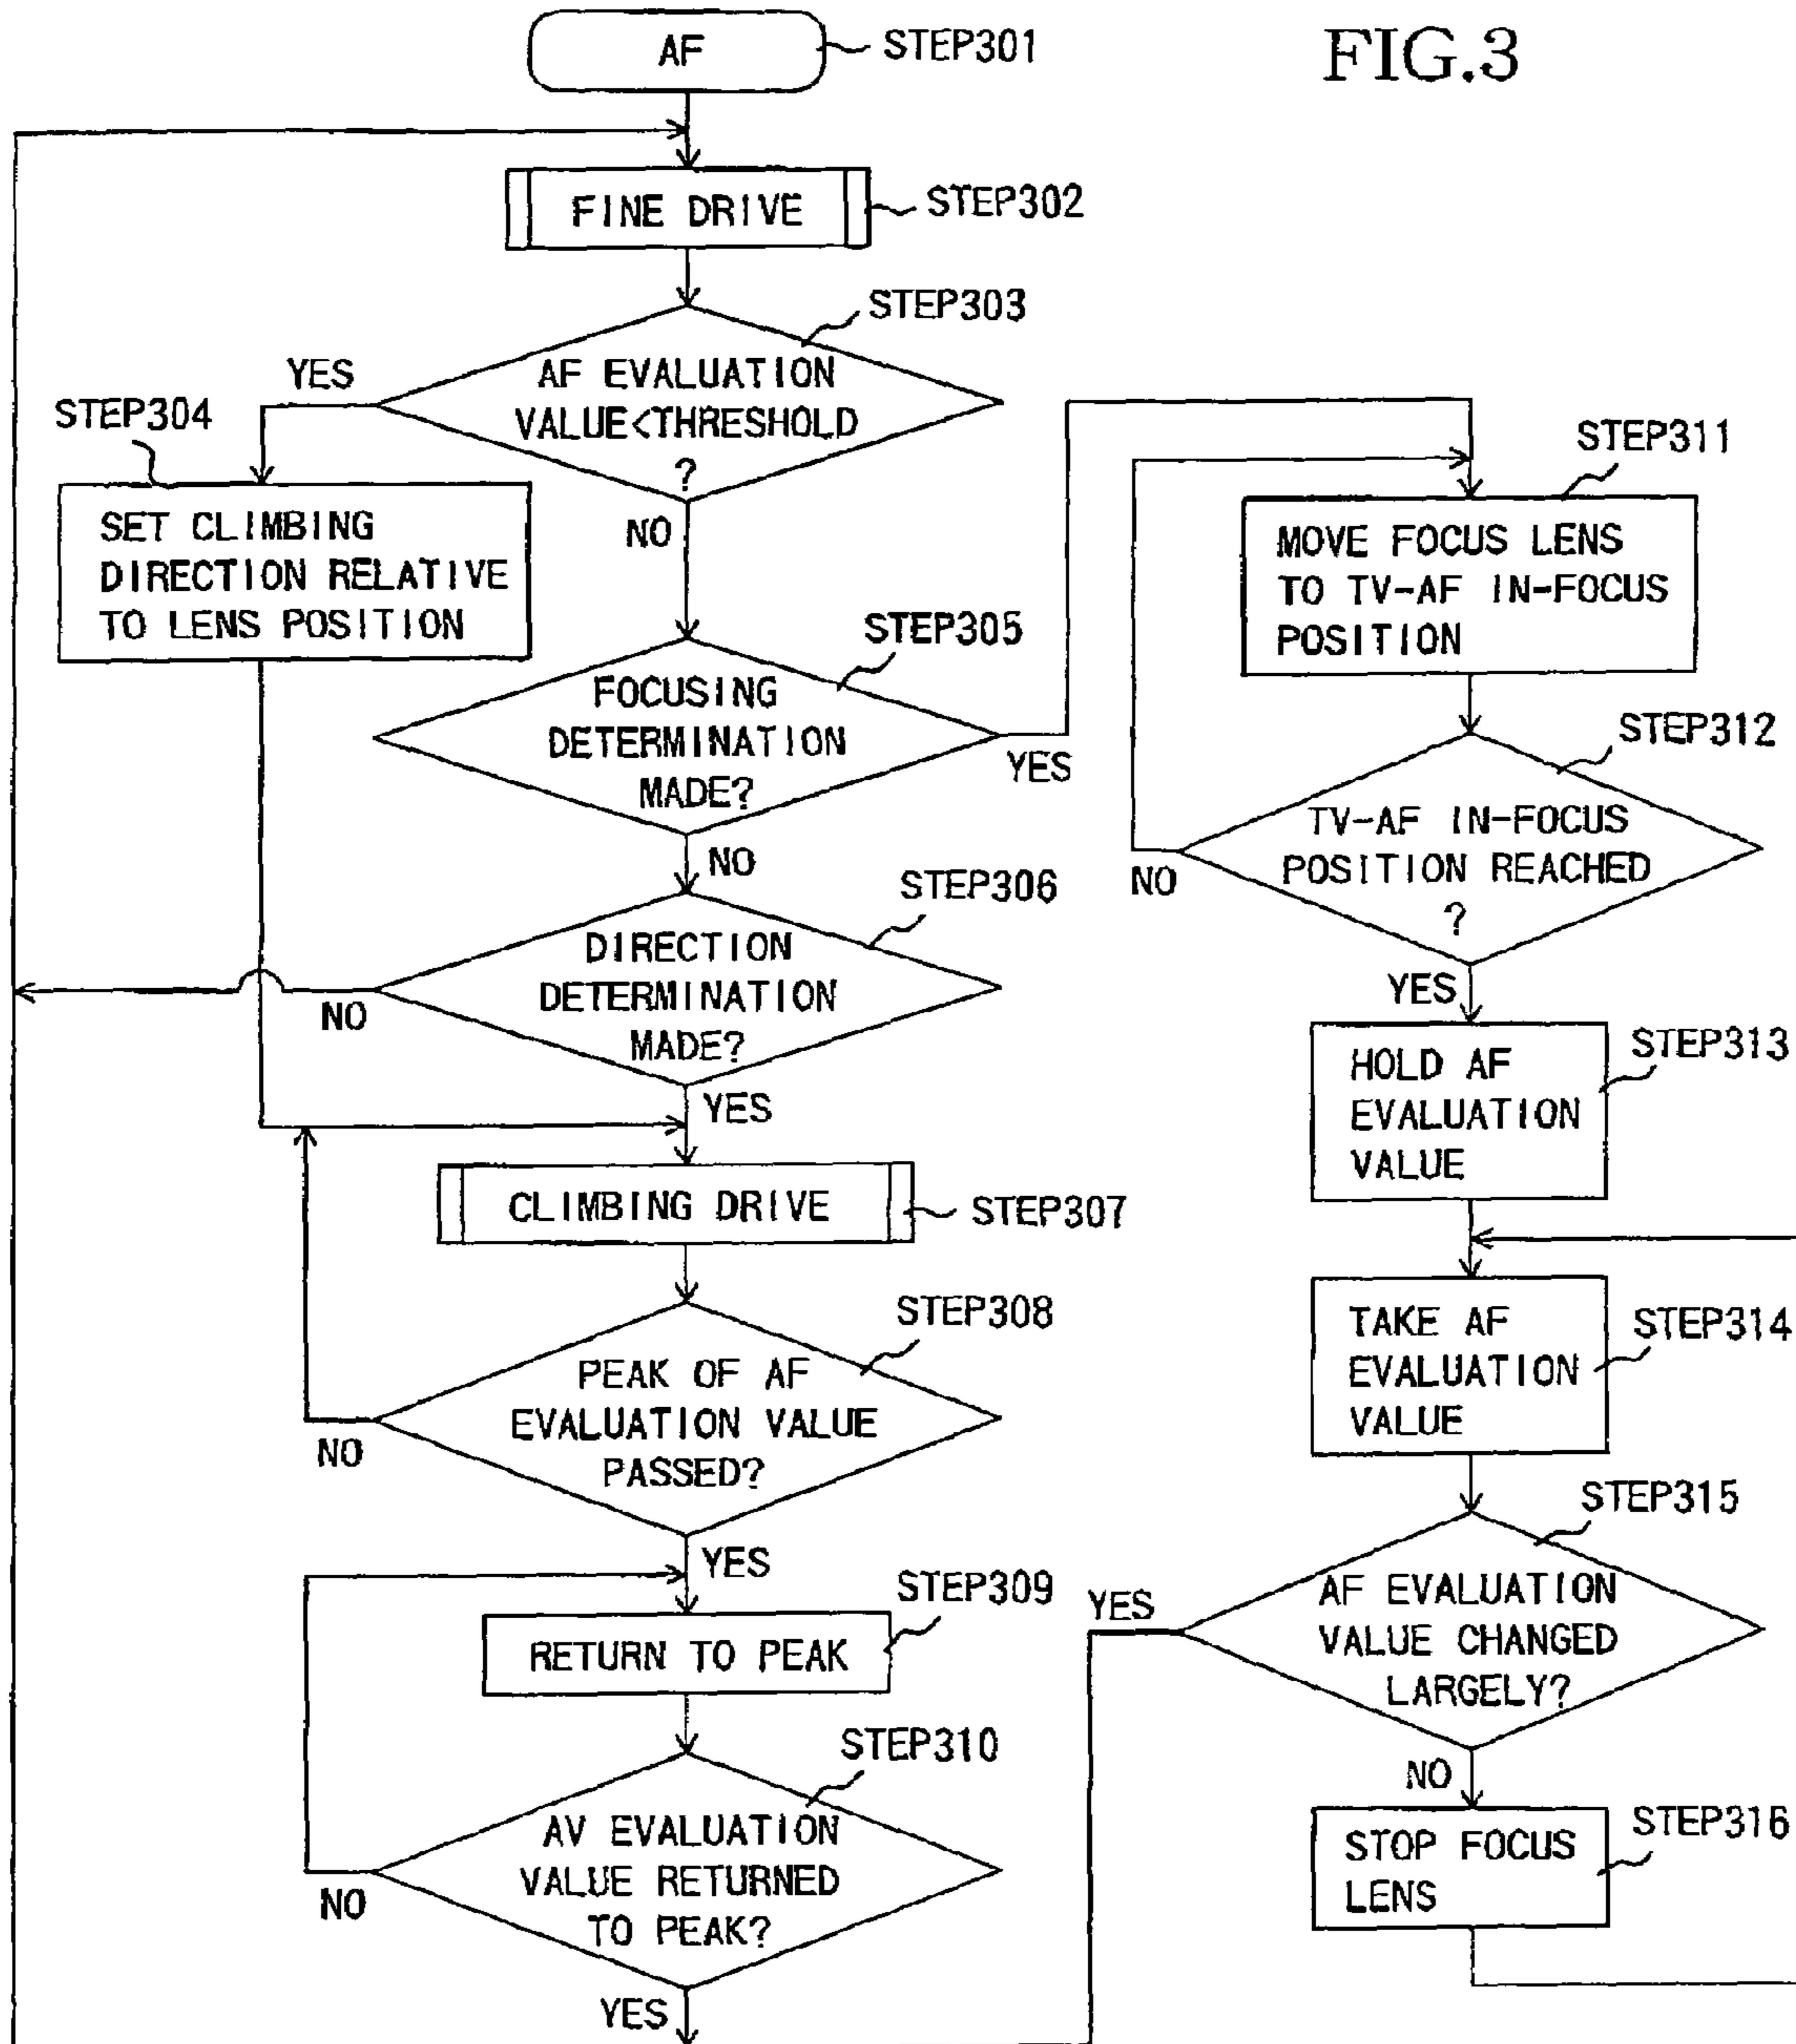 FIG.3
AF
STEP301
FINE DRIVE
STEP302
STEP303
AF EVALUATION
VALUE<THRESHOLD
?
YES
NO
STEP304
SET CLIMBING
DIRECTION RELATIVE
TO LENS POSITION
STEP305
FOCUSING
DETERMINATION
MADE?
YES
NO
STEP306
DIRECTION
DETERMINATION
MADE?
NO
YES
CLIMBING DRIVE
STEP307
STEP308
PEAK OF AF
EVALUATION VALUE
PASSED?
NO
YES
STEP309
RETURN TO PEAK
STEP310
AV EVALUATION
VALUE RETURNED
TO PEAK?
NO
YES
STEP311
MOVE FOCUS LENS
TO TV-AF IN-FOCUS
POSITION
STEP312
TV-AF IN-FOCUS
POSITION REACHED
?
NO
YES
STEP313
HOLD AF
EVALUATION
VALUE
STEP314
TAKE AF
EVALUATION
VALUE
STEP315
AF EVALUATION
VALUE CHANGED
LARGELY?
YES
NO
STEP316
STOP FOCUS
LENS